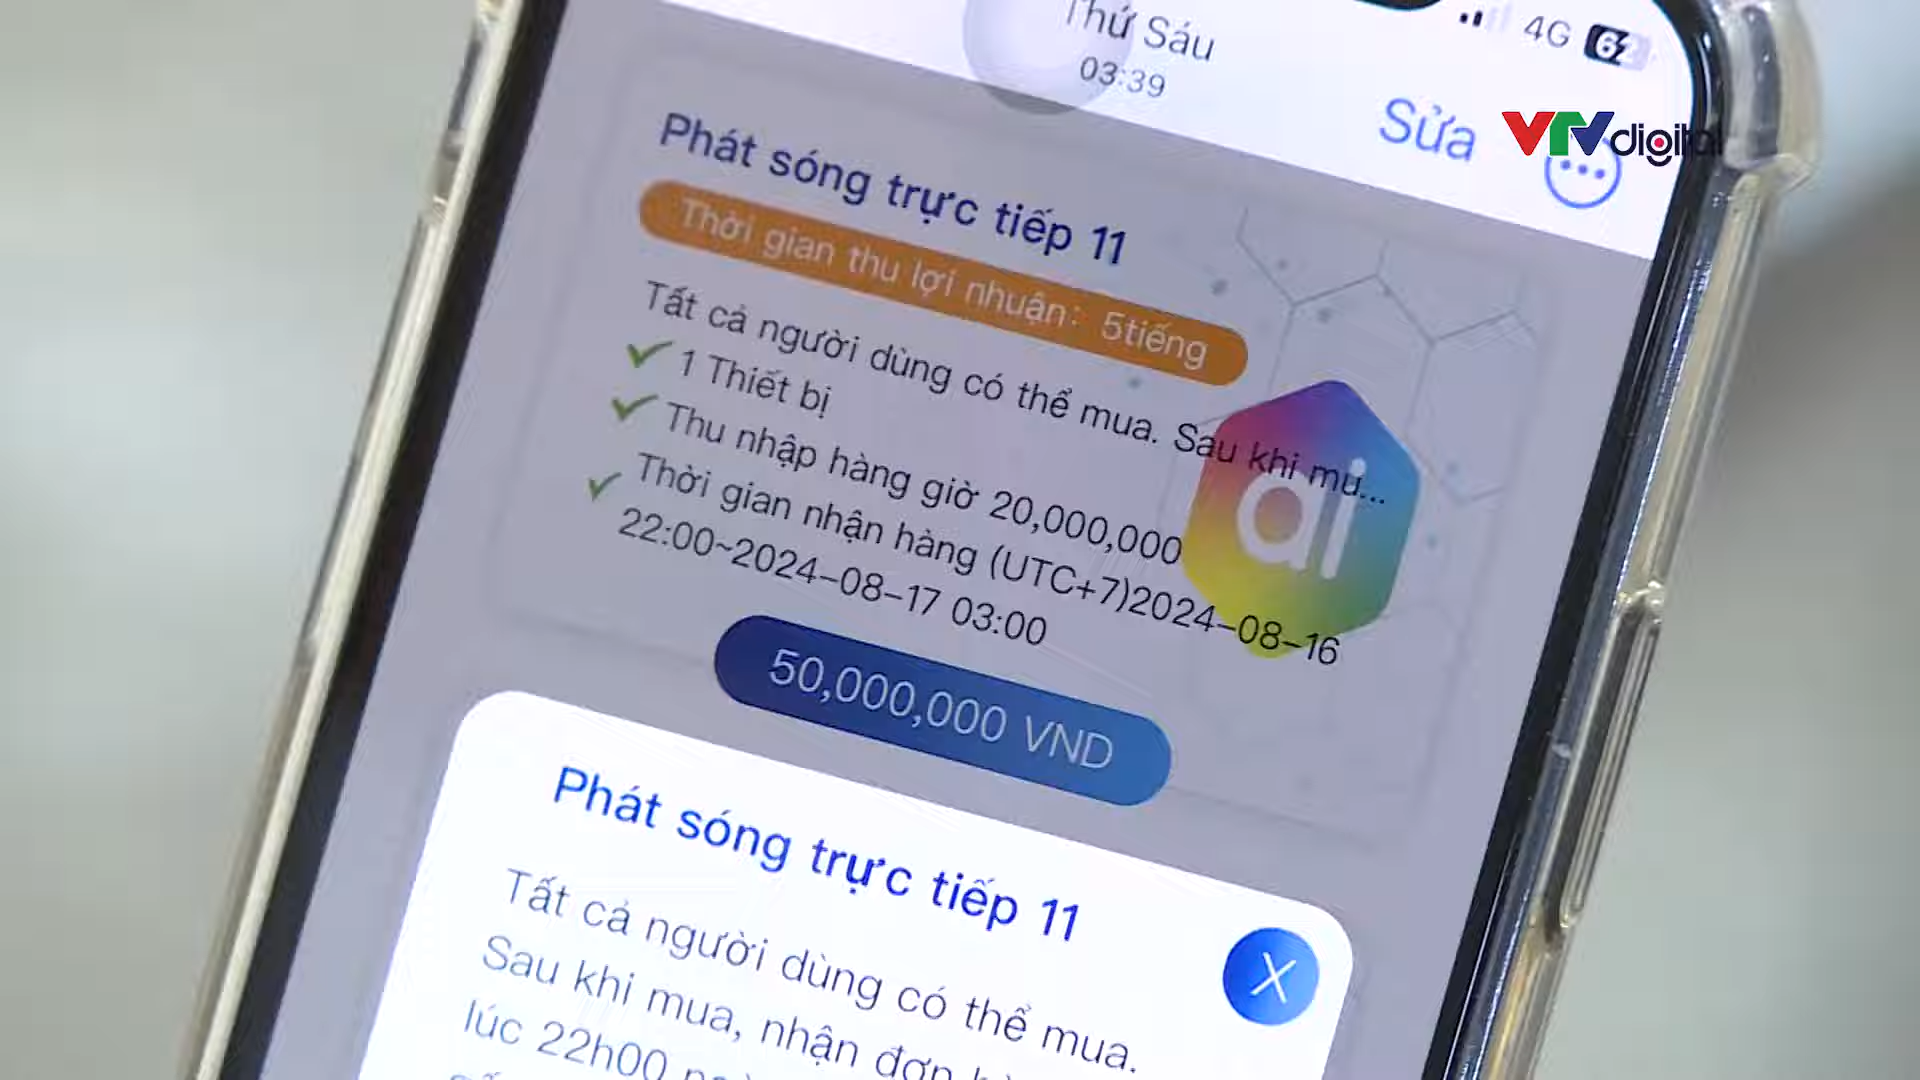 Thứ Sáu
03:39
4G
62
Sửa
VTV digital
Phát sóng trực tiếp 11
Thời gian thu lợi nhuận: 5tiếng
Tất cả người dùng có thể mua. Sau khi mu...
1 Thiết bị
Thu nhập hàng giờ 20,000,000
Thời gian nhận hàng (UTC+7)2024-08-16
22:00~2024-08-17 03:00
ai
50,000,000 VND
Phát sóng trực tiếp 11
X
Tất cả người dùng có thể mua.
Sau khi mua, nhận đơn
lúc 22h00